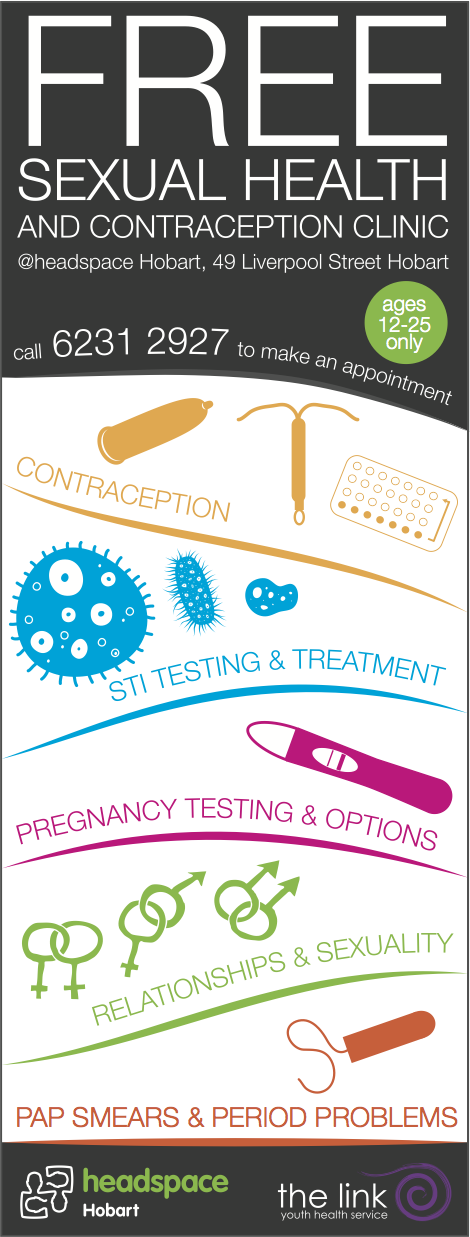 FREE
SEXUAL HEALTH
AND CONTRACEPTION CLINIC
@headspace Hobart, 49 Liverpool Street Hobart
ages
12-25
only
call 6231 2927 to make an appointment
CONTRACEPTION
STI TESTING & TREATMENT
PREGNANCY TESTING & OPTIONS
RELATIONSHIPS & SEXUALITY
PAP SMEARS & PERIOD PROBLEMS
headspace
Hobart
the link
youth health service